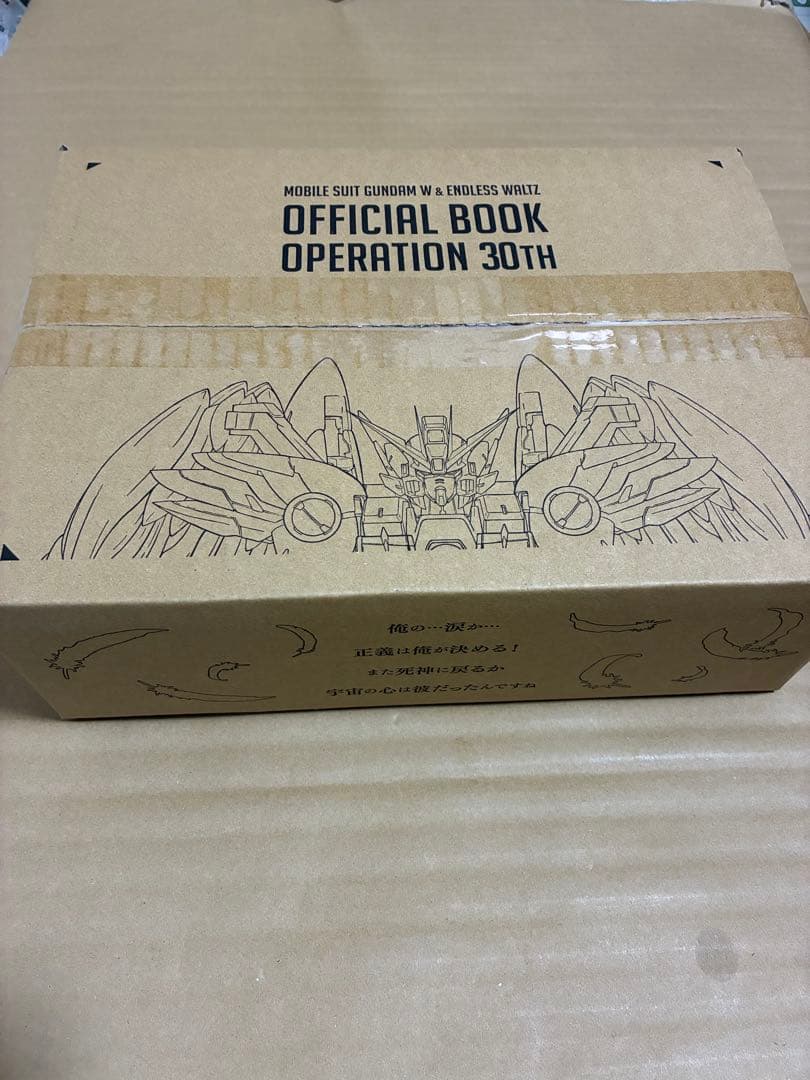 MOBILE SUIT GUNDAM W & ENDLESS WALTZ
OFFICIAL BOOK
OPERATION 30TH
俺の…涙か…
正義は俺が決める!
また死神に戻るか
宇宙の心は彼だったんですね